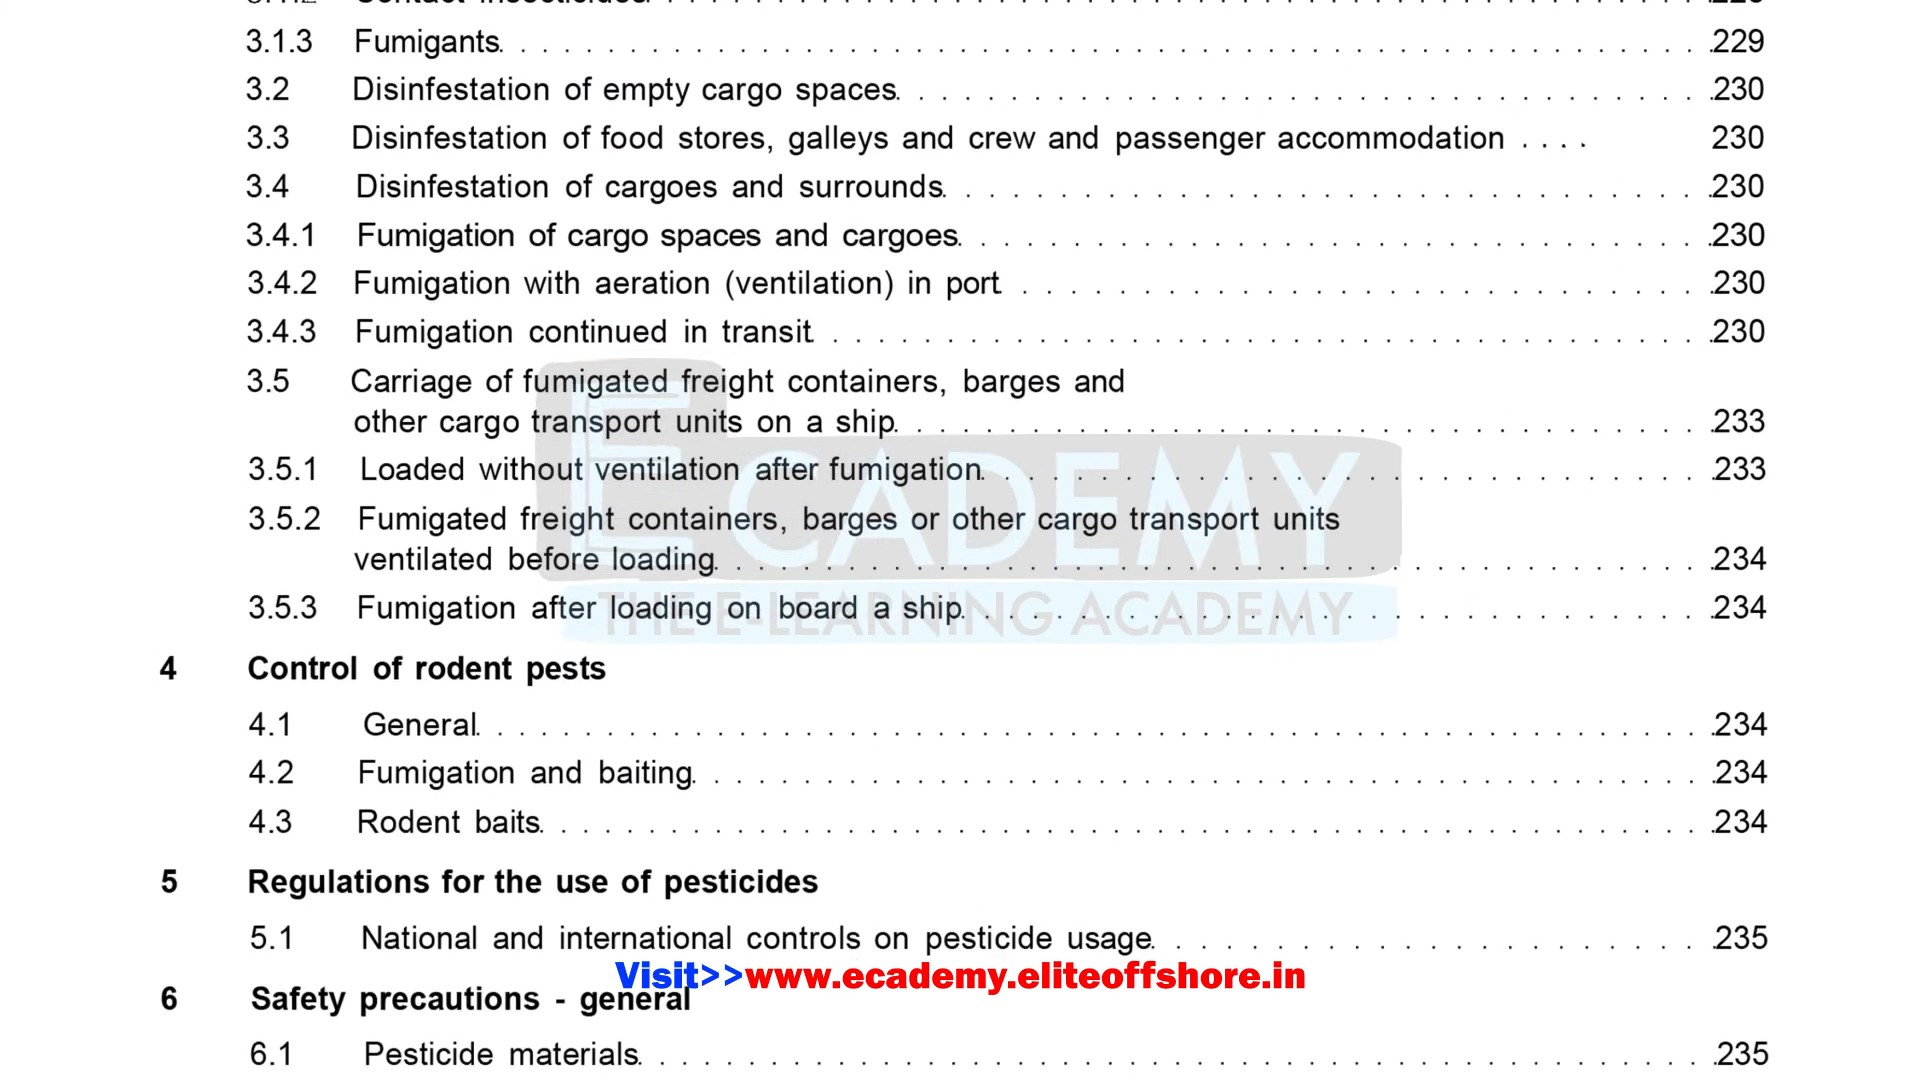 3.1.2 Contact insecticides . . . . . . . . . . . . . . . . . . . . . . . . . . . . . . . . . . . . . . . . . . . .
3.1.3 Fumigants. . . . . . . . . . . . . . . . . . . . . . . . . . . . . . . . . . . . . . . . . . . . . . . . . . . .229
3.2 Disinfestation of empty cargo spaces. . . . . . . . . . . . . . . . . . . . . . . . . . . . . . . . . . . .230
3.3 Disinfestation of food stores, galleys and crew and passenger accommodation . . . . 230
3.4 Disinfestation of cargoes and surrounds. . . . . . . . . . . . . . . . . . . . . . . . . . . . . . . . . .230
3.4.1 Fumigation of cargo spaces and cargoes. . . . . . . . . . . . . . . . . . . . . . . . . . . . . . . . .230
3.4.2 Fumigation with aeration (ventilation) in port . . . . . . . . . . . . . . . . . . . . . . . . . . . . .230
3.4.3 Fumigation continued in transit . . . . . . . . . . . . . . . . . . . . . . . . . . . . . . . . . . . . . .230
3.5 Carriage of fumigated freight containers, barges and
other cargo transport units on a ship. . . . . . . . . . . . . . . . . . . . . . . . . . . . . . . . . . . .233
3.5.1 Loaded without ventilation after fumigation. . . . . . . . . . . . . . . . . . . . . . . . . . . . . . .233
3.5.2 Fumigated freight containers, barges or other cargo transport units
ventilated before loading. . . . . . . . . . . . . . . . . . . . . . . . . . . . . . . . . . . . . . . . . . .234
3.5.3 Fumigation after loading on board a ship. . . . . . . . . . . . . . . . . . . . . . . . . . . . . . . .234
ECADEMY
THE E-LEARNING ACADEMY
4 Control of rodent pests
4.1 General. . . . . . . . . . . . . . . . . . . . . . . . . . . . . . . . . . . . . . . . . . . . . . . . . . . . .234
4.2 Fumigation and baiting. . . . . . . . . . . . . . . . . . . . . . . . . . . . . . . . . . . . . . . . . . . .234
4.3 Rodent baits. . . . . . . . . . . . . . . . . . . . . . . . . . . . . . . . . . . . . . . . . . . . . . . . . .234
5 Regulations for the use of pesticides
5.1 National and international controls on pesticide usage. . . . . . . . . . . . . . . . . . . . . . . .235
Visit>>www.ecademy.eliteoffshore.in
6 Safety precautions - general
6.1 Pesticide materials. . . . . . . . . . . . . . . . . . . . . . . . . . . . . . . . . . . . . . . . . . . . . .235